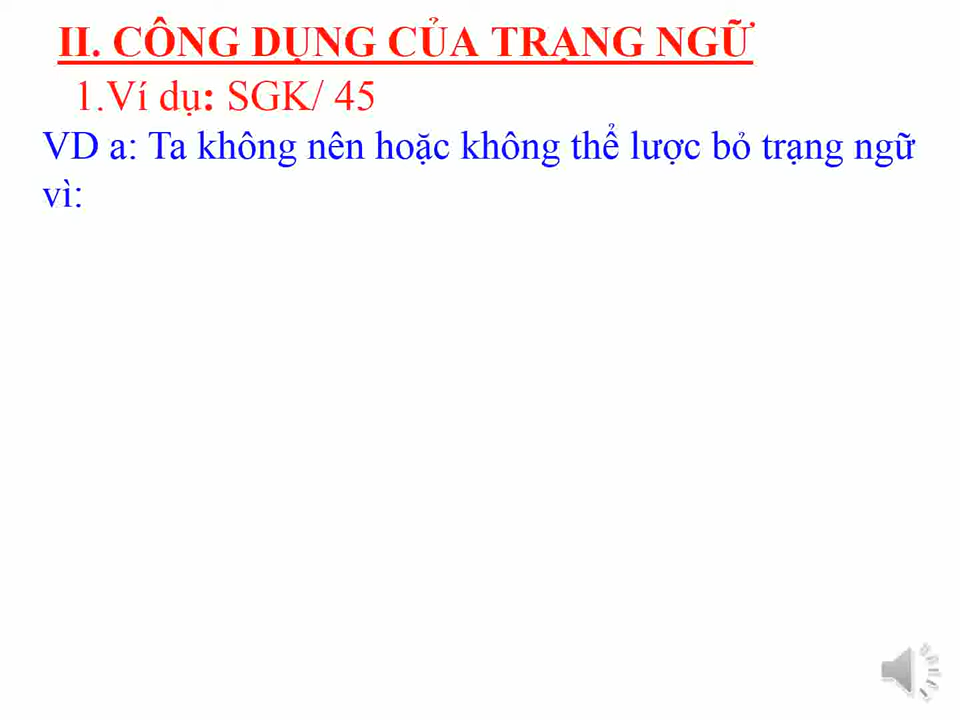 II. CÔNG DỤNG CỦA TRẠNG NGỮ
1.Ví dụ: SGK/ 45
VD a: Ta không nên hoặc không thể lược bỏ trạng ngữ
vì: